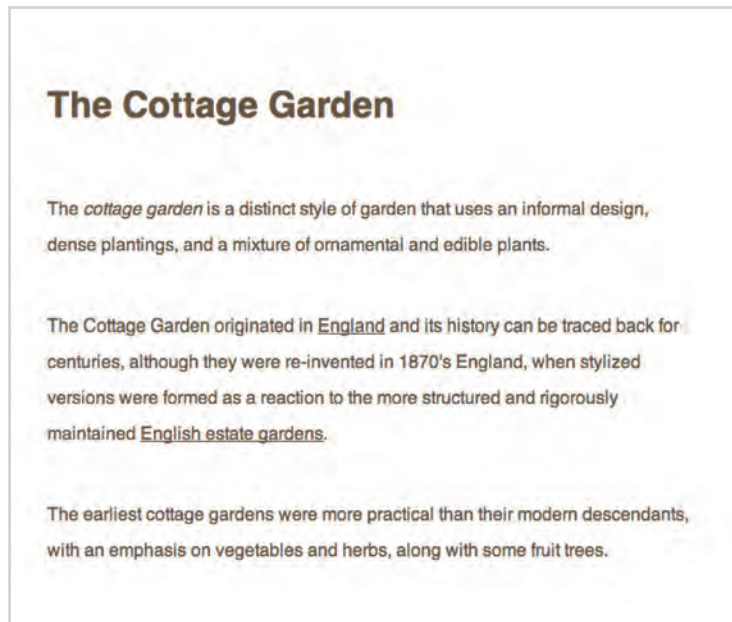 The Cottage Garden
The cottage garden is a distinct style of garden that uses an informal design,
dense plantings, and a mixture of ornamental and edible plants.
The Cottage Garden originated in England and its history can be traced back for
centuries, although they were re-invented in 1870's England, when stylized
versions were formed as a reaction to the more structured and rigorously
maintained English estate gardens.
The earliest cottage gardens were more practical than their modern descendants,
with an emphasis on vegetables and herbs, along with some fruit trees.